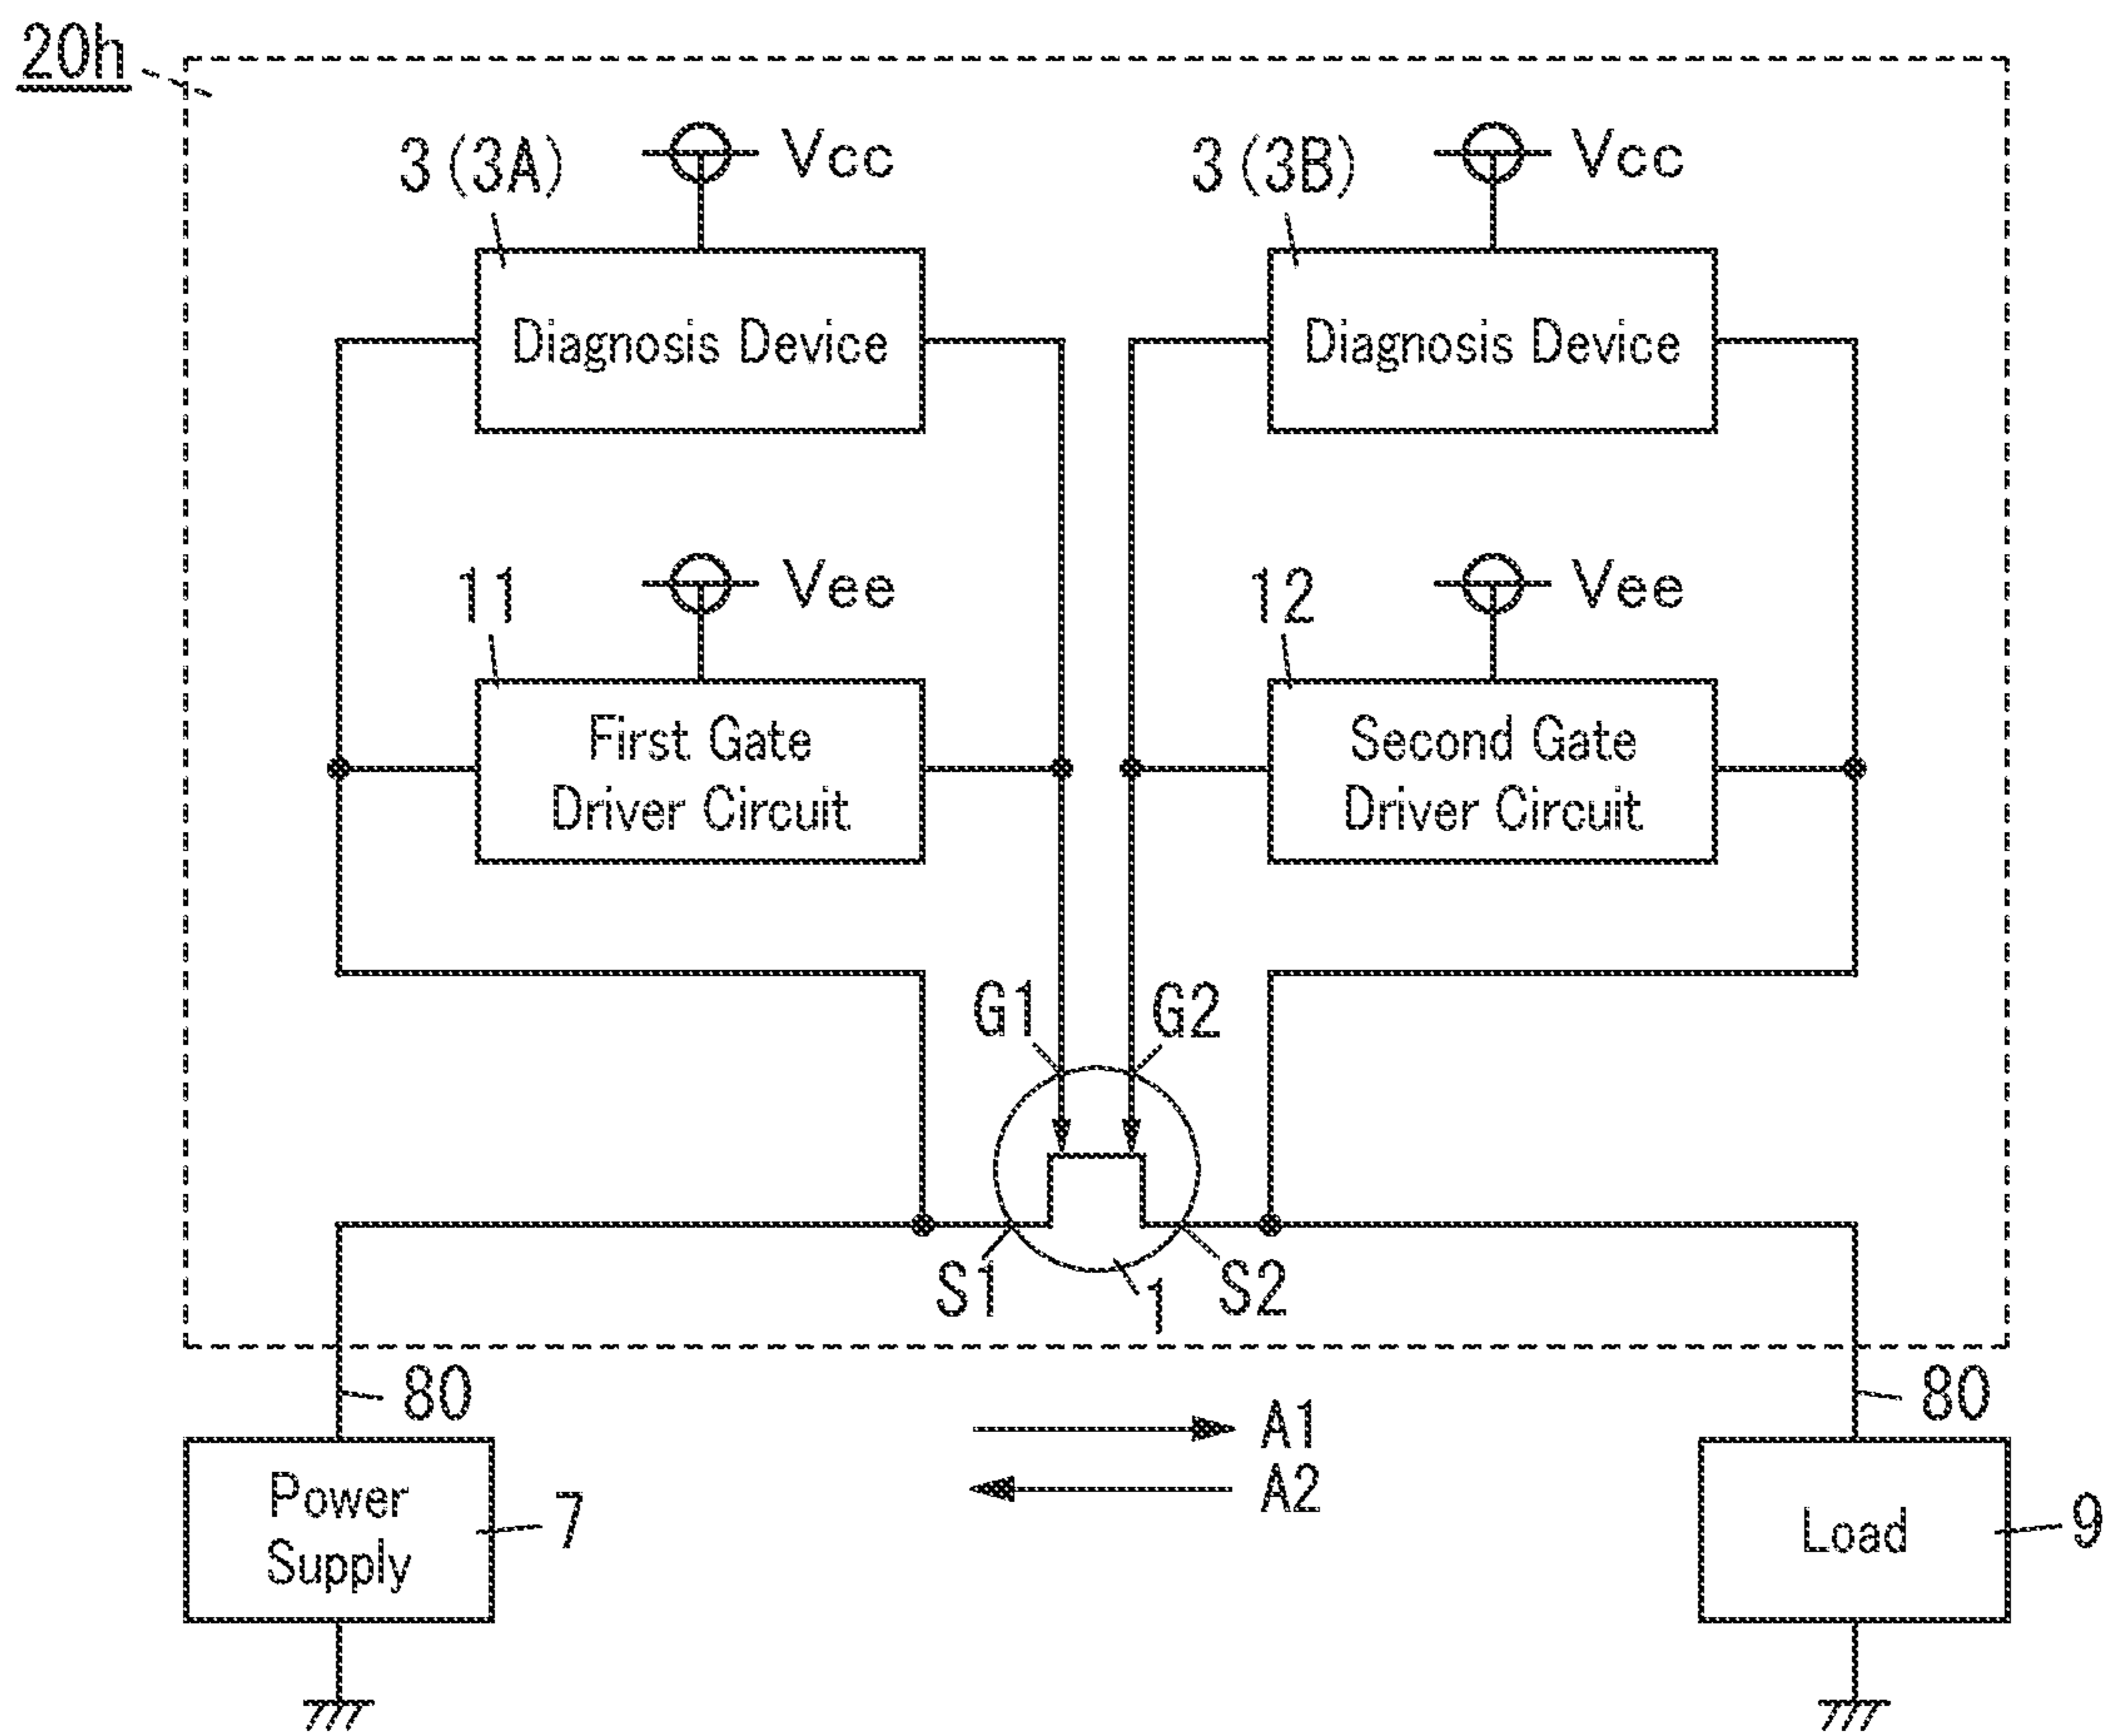 20h
3(3A)
Vcc
3(3B)
Vcc
Diagnosis Device
Diagnosis Device
11
Vee
12
Vee
First Gate
Driver Circuit
Second Gate
Driver Circuit
G1
G2
S1
1
S2
80
80
A1
A2
Power
Supply
7
Load
9